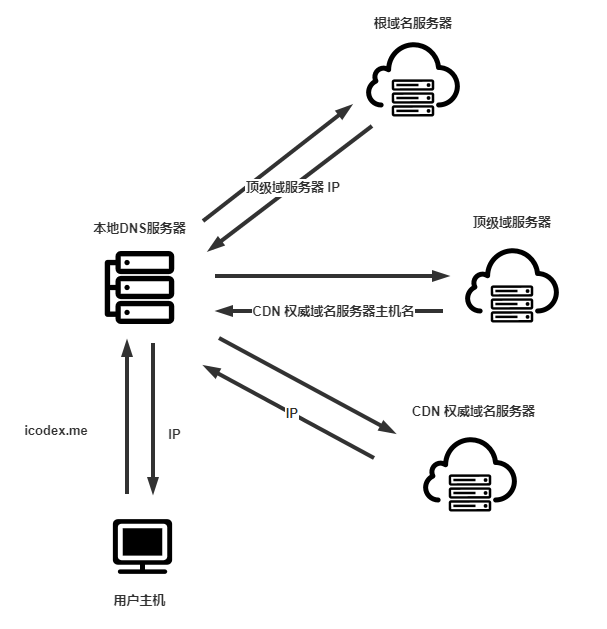 根域名服务器
顶级域服务器 IP
本地DNS服务器
顶级域服务器
CDN 权威域名服务器主机名
CDN 权威域名服务器
IP
icodex.me
IP
用户主机